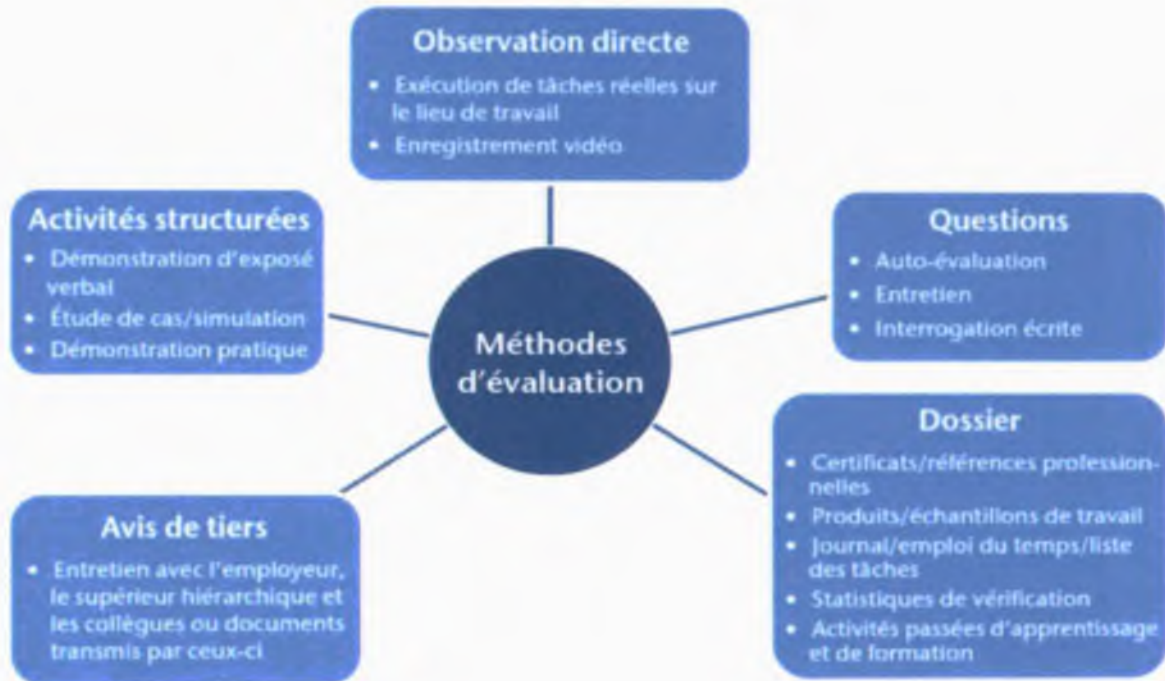 Observation directe
• Exécution de tâches réelles sur
le lieu de travail
• Enregistrement vidéo
Activités structurées
• Démonstration d'exposé
verbal
• Étude de cas/simulation
• Démonstration pratique
Questions
• Auto-évaluation
• Entretien
• Interrogation écrite
Méthodes
d'évaluation
Avis de tiers
• Entretien avec l'employeur,
le supérieur hiérarchique et
les collègues ou documents
transmis par ceux-ci
Dossier
• Certificats/références profession-
nelles
• Produits/échantillons de travail
• Journal/emploi du temps/liste
des tâches
• Statistiques de vérification
• Activités passées d'apprentissage
et de formation